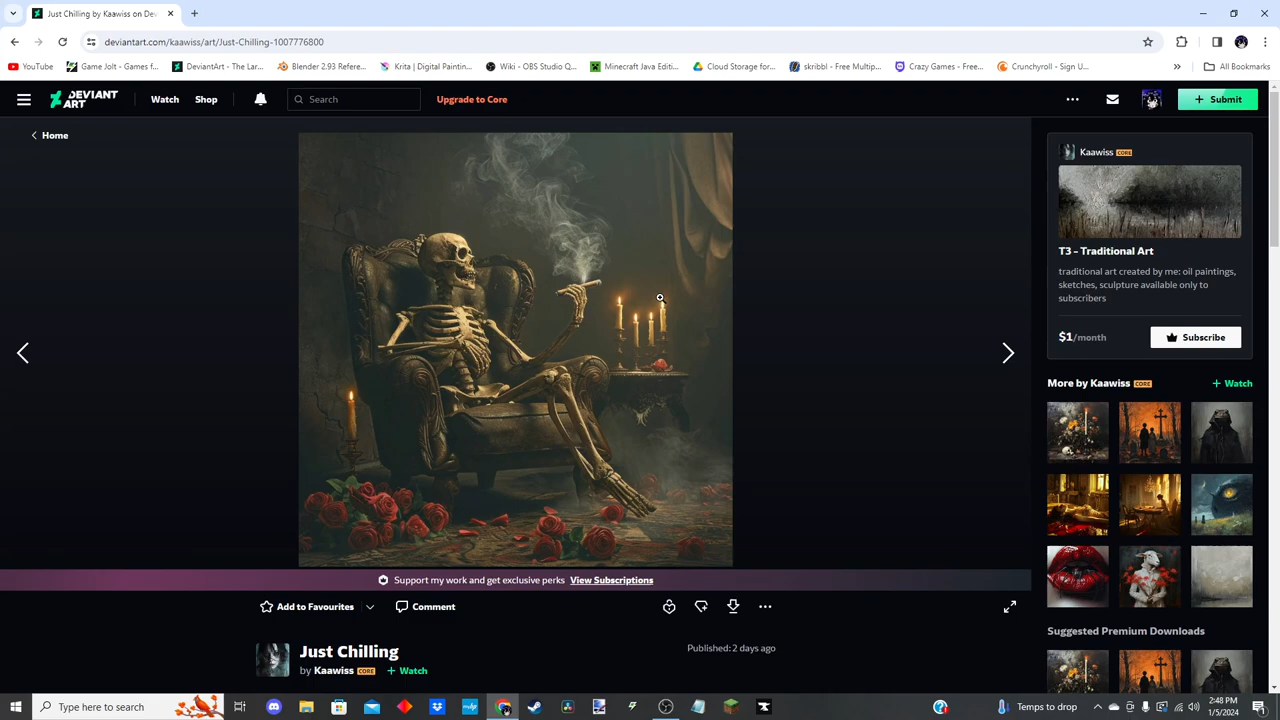 Just Chilling by Kaawiss on Dev
deviantart.com/kaawiss/art/Just-Chilling-1007776800
YouTube
Game Jolt - Games f...
DeviantArt - The Lar...
Blender 2.93 Refere...
Krita | Digital Paintin...
Wiki - OBS Studio Q...
Minecraft Java Editi...
Cloud Storage for...
skribbl - Free Multip...
Crazy Games - Free...
Crunchyroll - Sign U...
All Bookmarks
DEVIANT ART
Watch
Shop
Search
Upgrade to Core
Submit
Home
Kaawiss CORE
T3 - Traditional Art
traditional art created by me: oil paintings,
sketches, sculpture available only to
subscribers
$1/month
Subscribe
More by Kaawiss CORE
+ Watch
Support my work and get exclusive perks View Subscriptions
Add to Favourites
Comment
Suggested Premium Downloads
Just Chilling
by Kaawiss CORE + Watch
Published: 2 days ago
Type here to search
Temps to drop
2:48 PM
1/5/2024